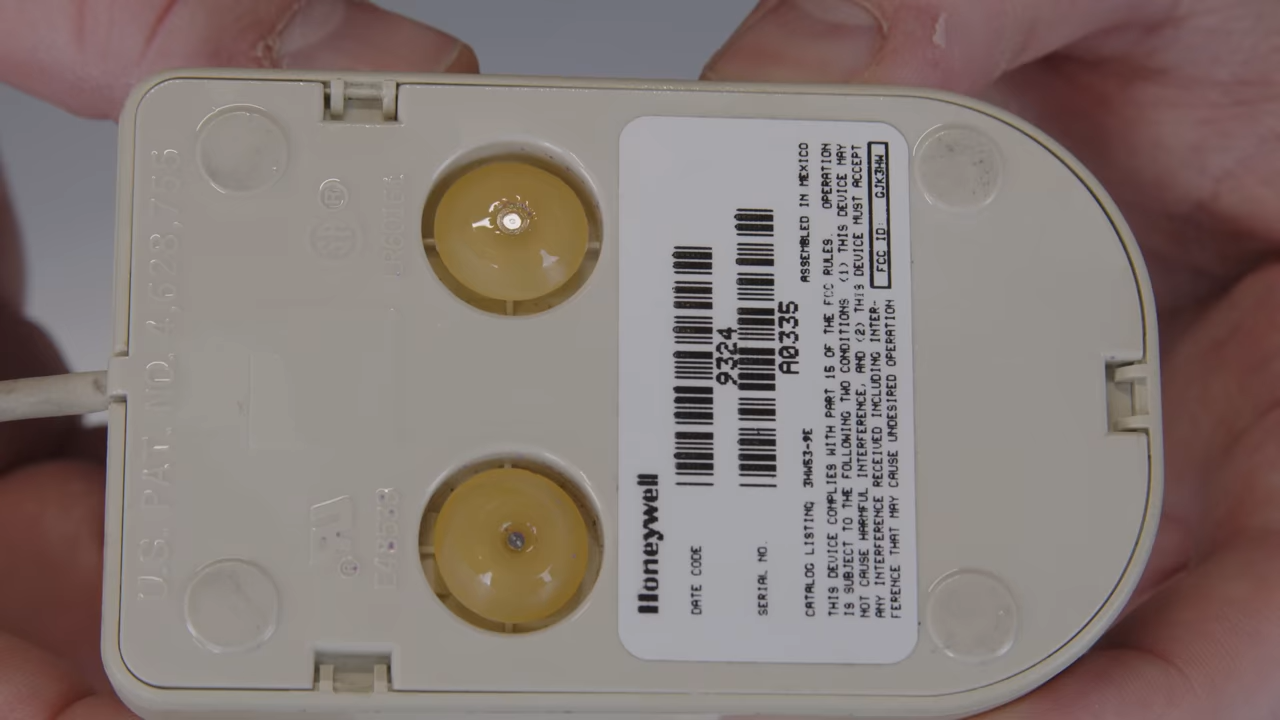 U.S. PAT. NO. 4,628,755
LR60153
E48538
Honeywell
DATE CODE
9324
SERIAL NO.
A0335
CATALOG LISTING 3HW53-9E ASSEMBLED IN MEXICO
THIS DEVICE COMPLIES WITH PART 15 OF THE FCC RULES. OPERATION
IS SUBJECT TO THE FOLLOWING TWO CONDITIONS (1) THIS DEVICE MAY
NOT CAUSE HARMFUL INTERFERENCE, AND (2) THIS DEVICE MUST ACCEPT
ANY INTERFERENCE RECEIVED INCLUDING INTER-
FERENCE THAT MAY CAUSE UNDESIRED OPERATION
FCC ID: GJK3HW